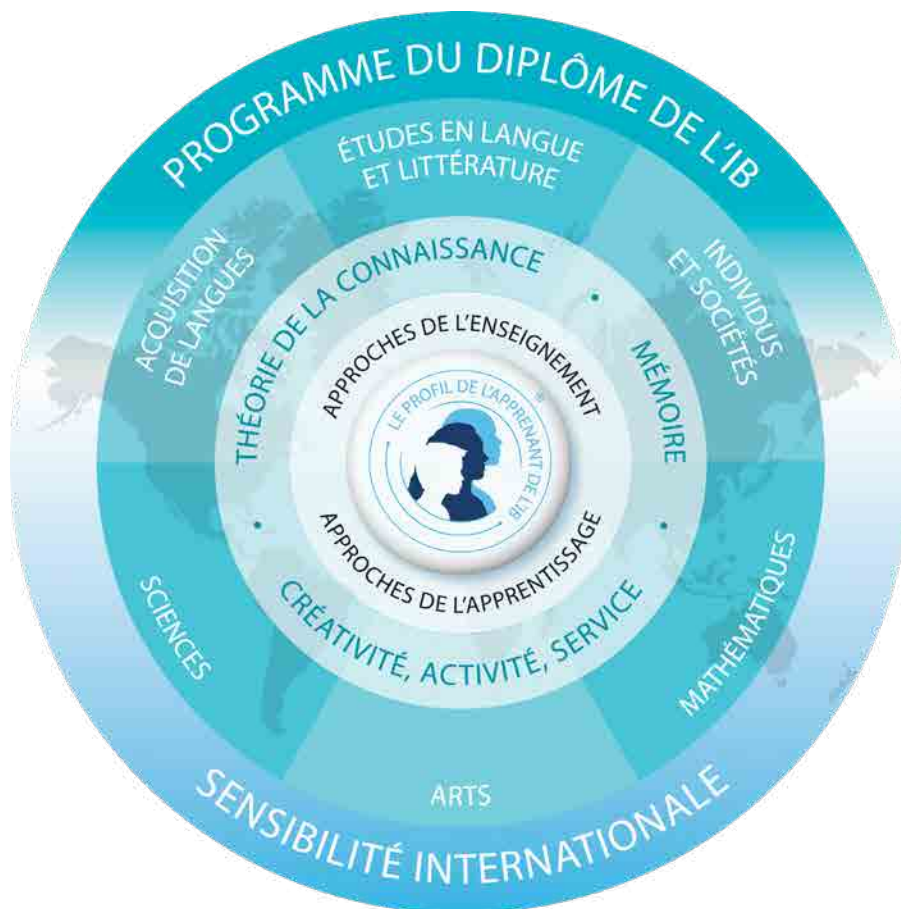 PROGRAMME DU DIPLÔME DE L'IB
ÉTUDES EN LANGUE
ET LITTÉRATURE
ACQUISITION
DE LANGUES
INDIVIDUS
ET SOCIÉTÉS
THÉORIE DE LA CONNAISSANCE
MÉMOIRE
APPROCHES DE L'ENSEIGNEMENT
LE PROFIL DE L'APPRENANT DE L'IB®
APPROCHES DE L'APPRENTISSAGE
CRÉATIVITÉ, ACTIVITÉ, SERVICE
SCIENCES
MATHÉMATIQUES
ARTS
SENSIBILITÉ INTERNATIONALE